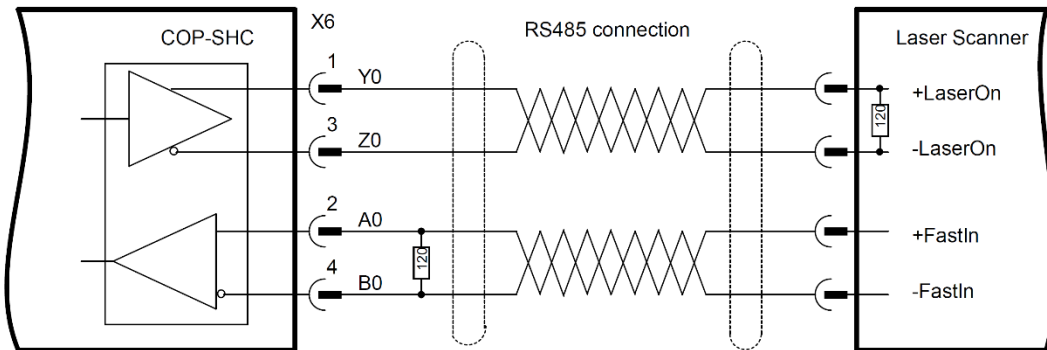 COP-SHC
X6
RS485 connection
Laser Scanner
1
Y0
+LaserOn
120
3
Z0
-LaserOn
2
A0
+FastIn
120
4
B0
-FastIn